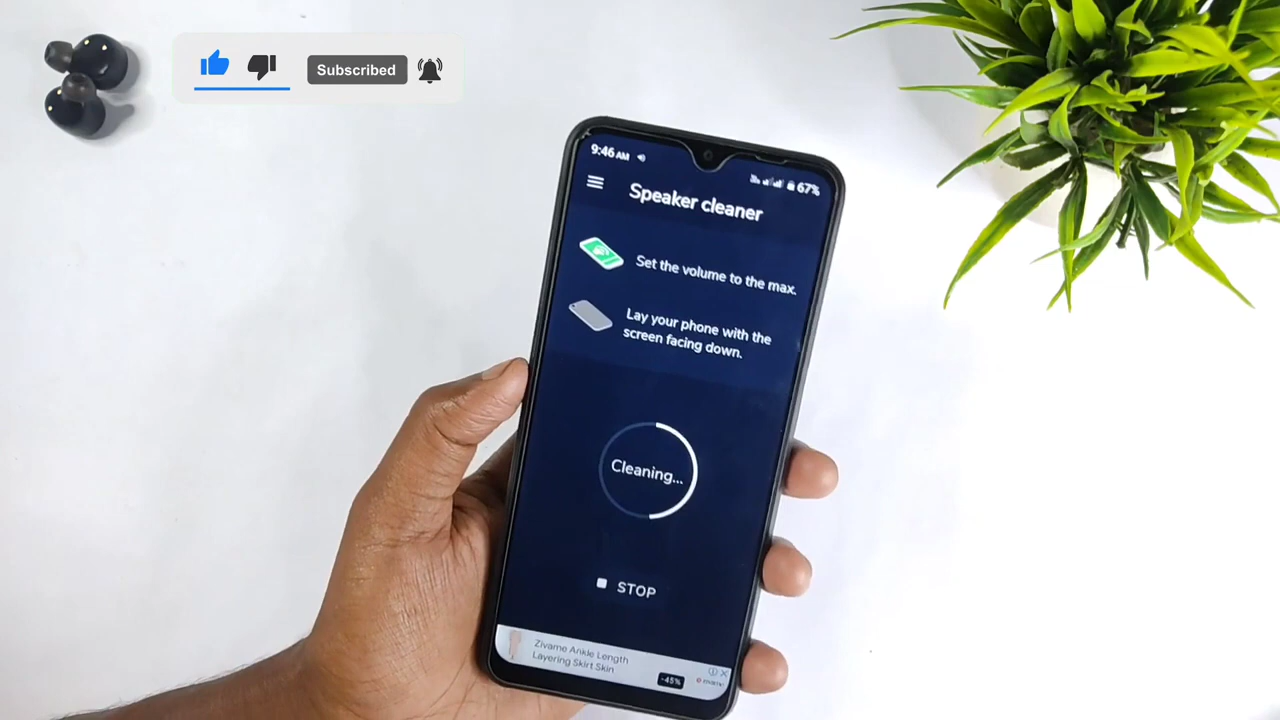 Subscribed
9:46 AM
67%
Speaker cleaner
Set the volume to the max.
Lay your phone with the
screen facing down.
Cleaning...
STOP
Zivame Ankle Length
Layering Skirt Skin
-45%